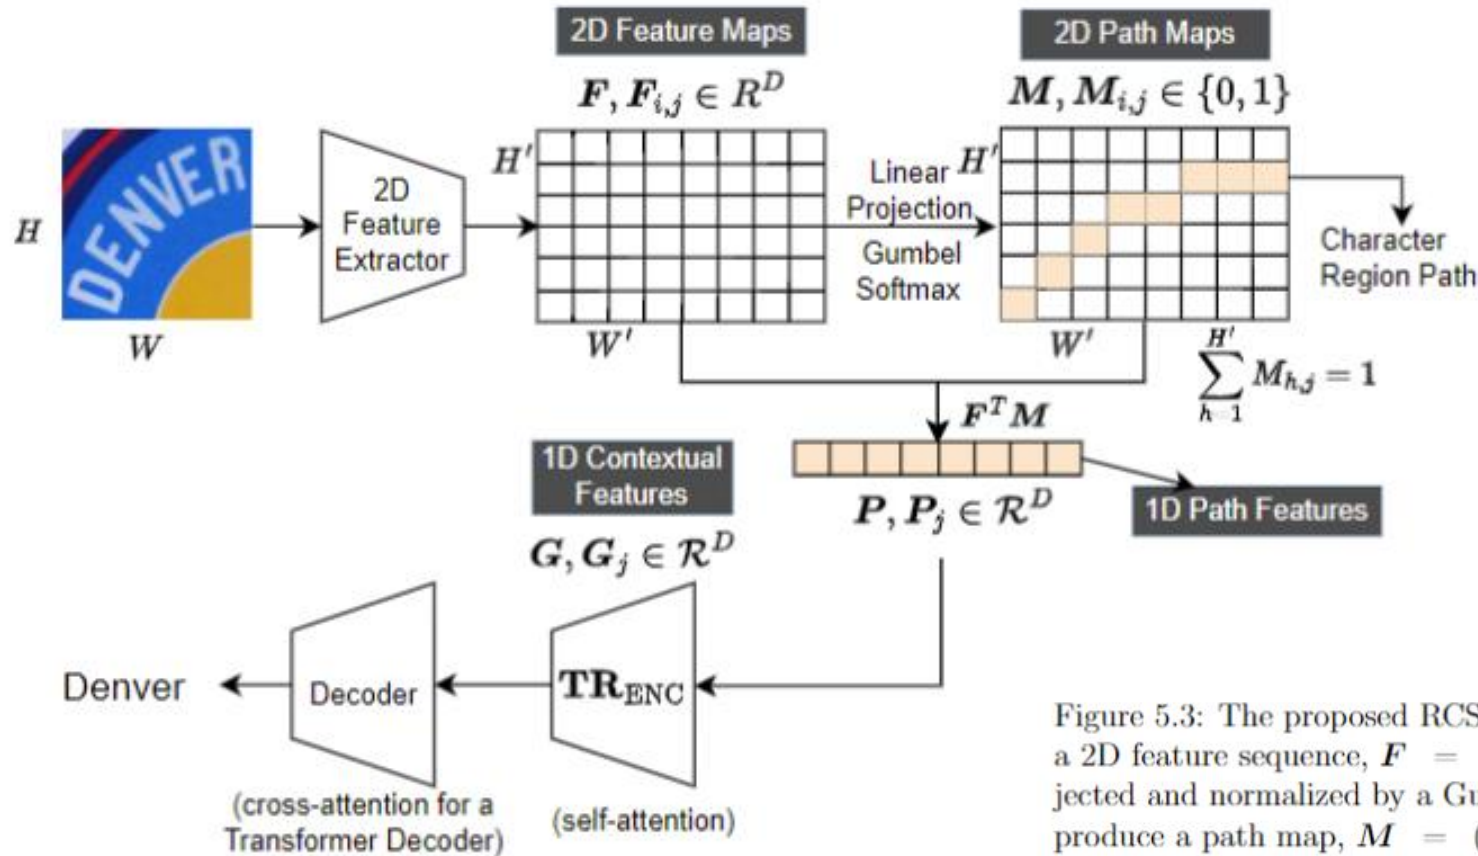 2D Feature Maps
F, F_{i,j} ∈ R^D
2D Path Maps
M, M_{i,j} ∈ {0, 1}
DENVER
H
W
2D
Feature
Extractor
H'
W'
Linear
Projection
Gumbel
Softmax
H'
W'
Character
Region Path
\sum_{h=1}^{H'} M_{h,j} = 1
F^T M
1D Contextual
Features
G, G_j ∈ R^D
P, P_j ∈ R^D
1D Path Features
Denver
Decoder
TR_{ENC}
(cross-attention for a
Transformer Decoder)
(self-attention)
Figure 5.3: The proposed RCS
a 2D feature sequence, F =
jected and normalized by a Gu
produce a path map, M = (